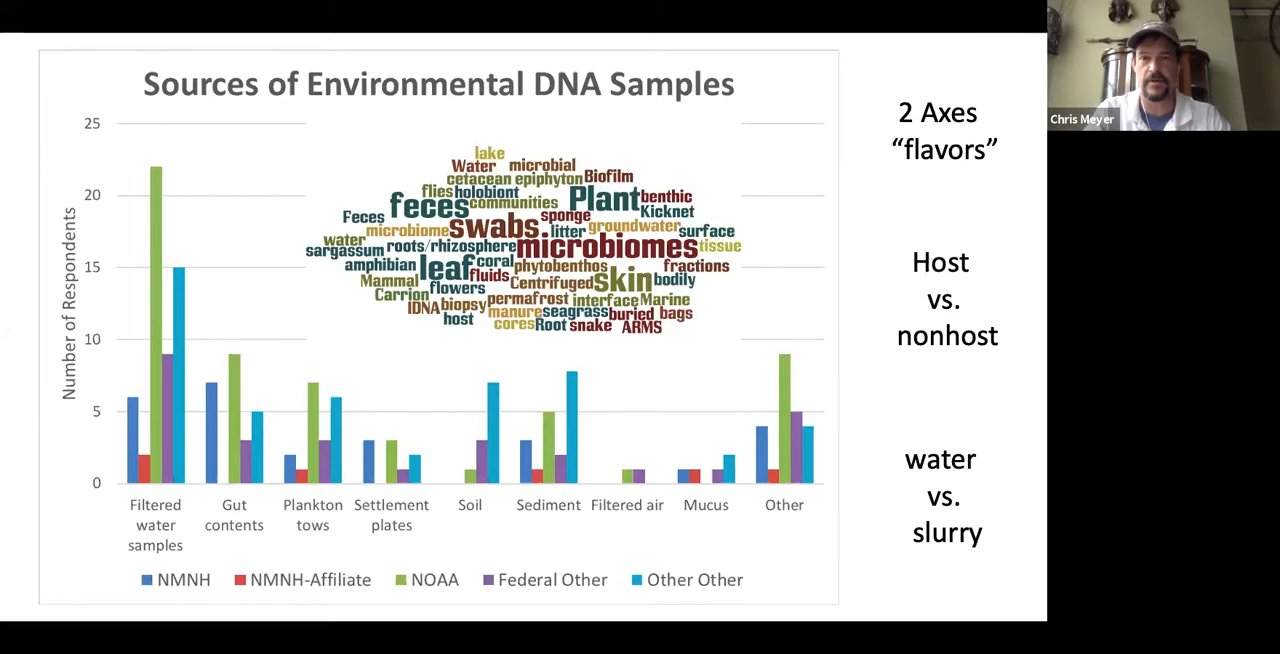 Sources of Environmental DNA Samples
Number of Respondents
25
20
15
10
5
0
lake
Water microbial
cetacean epiphyton Biofilm
flies holobiont Plant benthic
feces communities Kicknet
Feces swabs sponge
microbiome litter groundwater surface
water roots/rhizosphere microbiomes tissue
sargassum coral
amphibian leaf fluids phytobenthos fractions
Mammal Centrifuged skin bodily
Carrion flowers
IDNA biopsy permafrost interface Marine
host manure seagrass buried bags
cores Root snake ARMS
Filtered water samples
Gut contents
Plankton tows
Settlement plates
Soil
Sediment
Filtered air
Mucus
Other
NMNH
NMNH-Affiliate
NOAA
Federal Other
Other Other
2 Axes
“flavors”
Host
vs.
nonhost
water
vs.
slurry
Chris Meyer